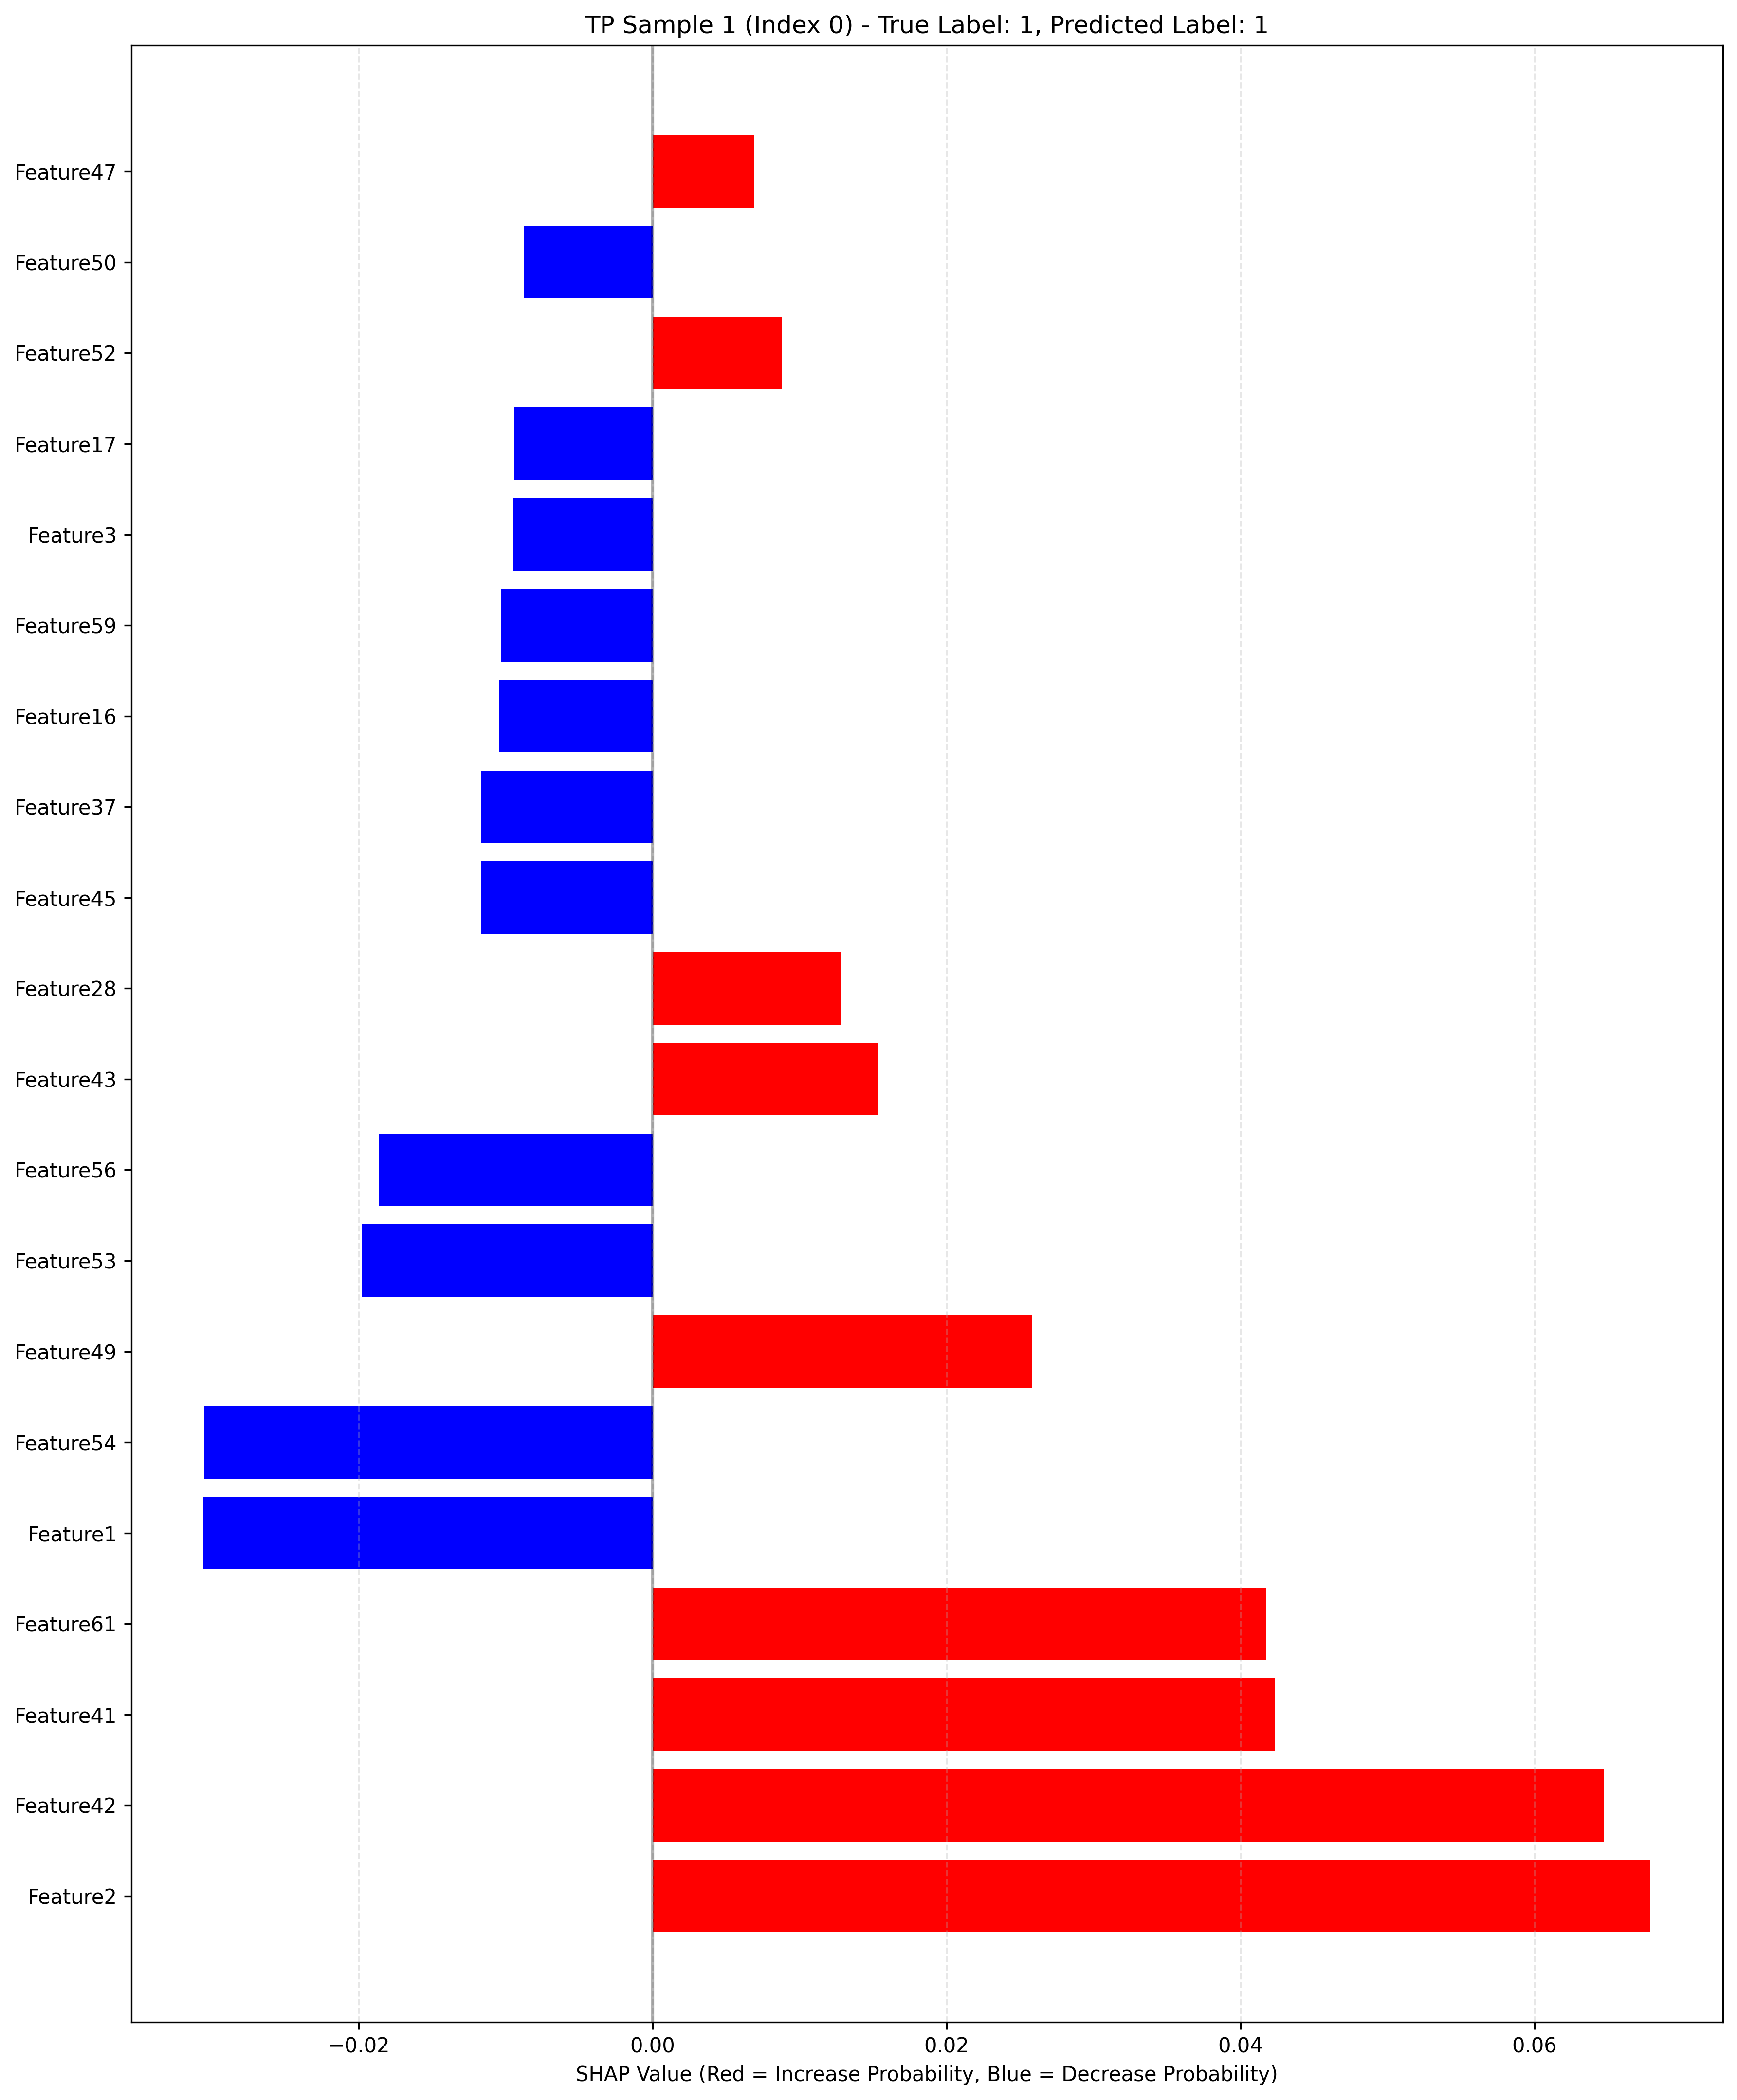 TP Sample 1 (Index 0) - True Label: 1, Predicted Label: 1
Feature47
Feature50
Feature52
Feature17
Feature3
Feature59
Feature16
Feature37
Feature45
Feature28
Feature43
Feature56
Feature53
Feature49
Feature54
Feature1
Feature61
Feature41
Feature42
Feature2
−0.02 0.00 0.02 0.04 0.06
SHAP Value (Red = Increase Probability, Blue = Decrease Probability)